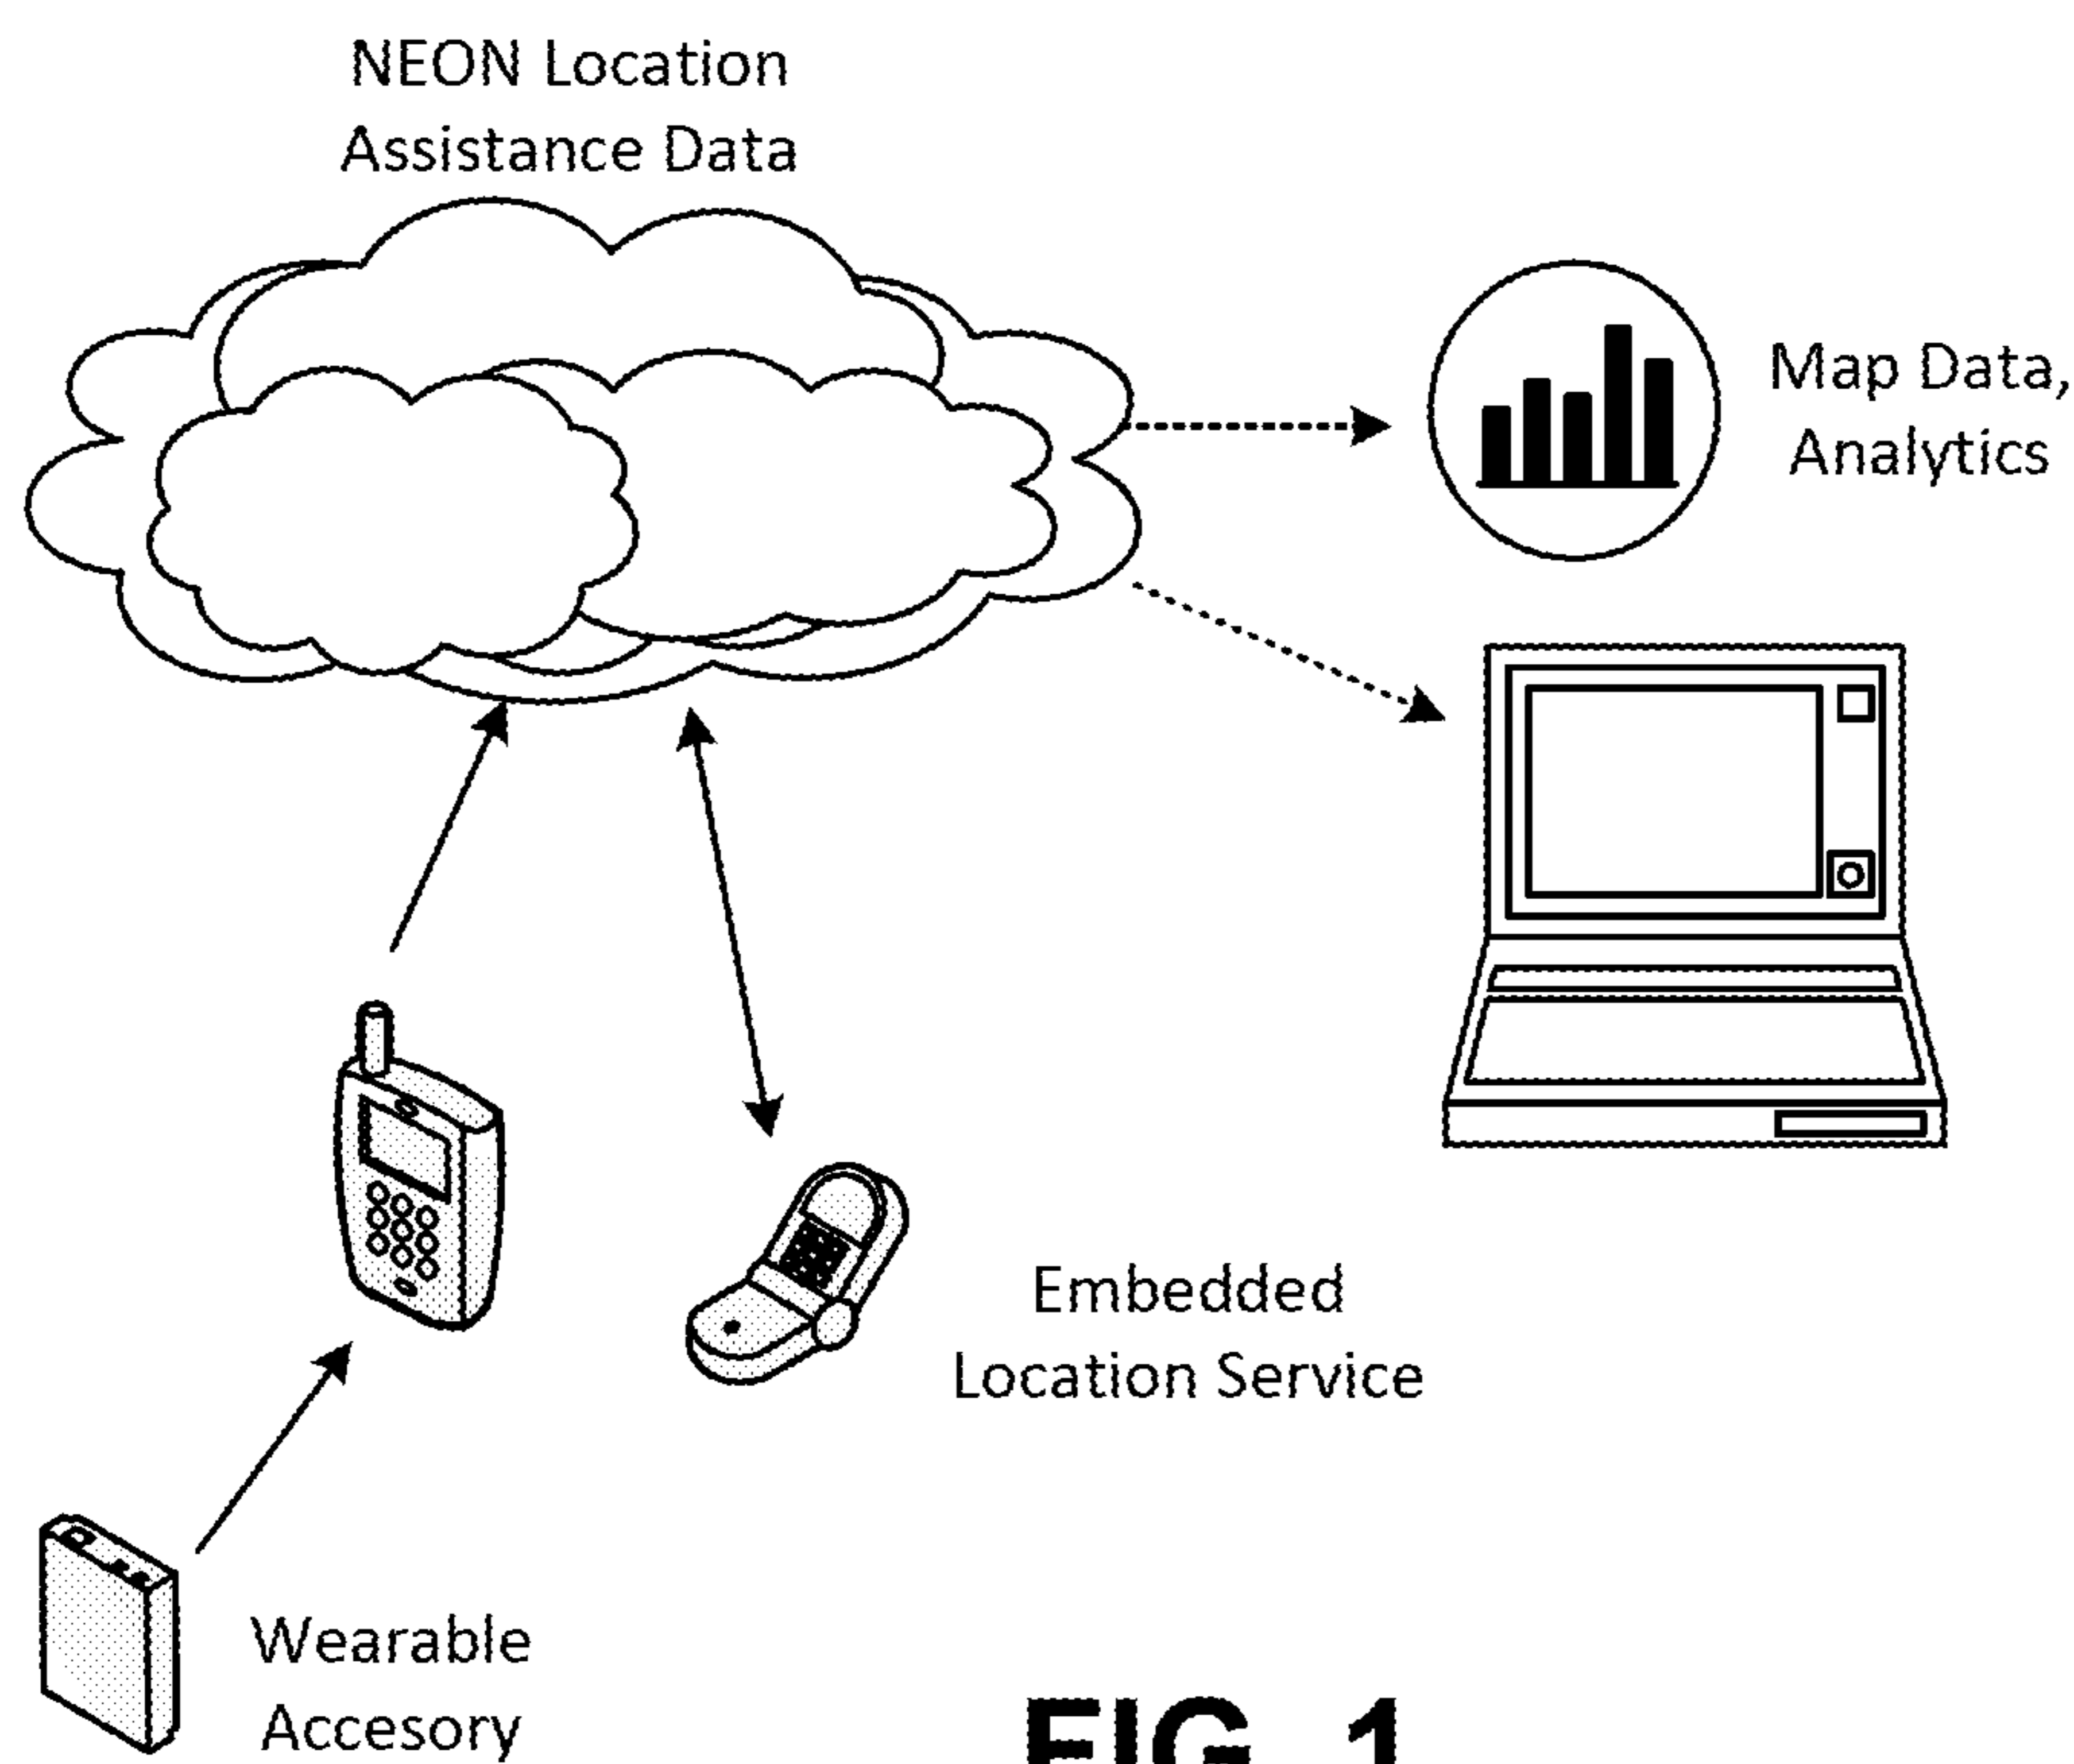 NEON Location
Assistance Data
Map Data,
Analytics
Embedded
Location Service
Wearable
Accesory
FIG. 1